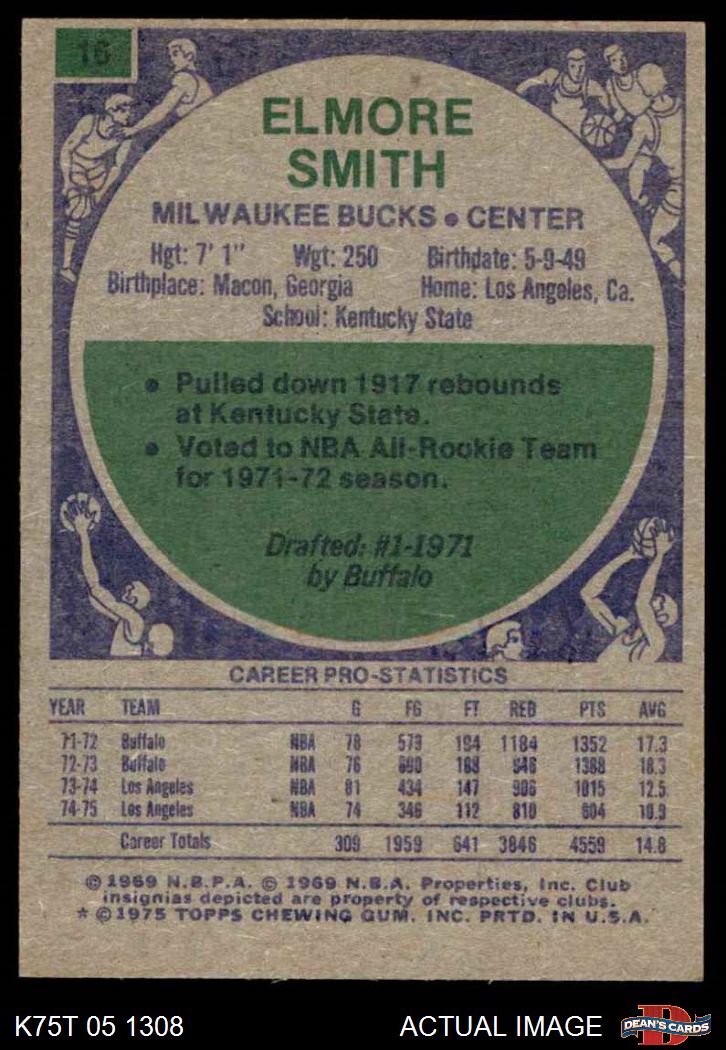 16
ELMORE
SMITH
MILWAUKEE BUCKS • CENTER
Hgt: 7' 1" Wgt: 250 Birthdate: 5-9-49
Birthplace: Macon, Georgia Home: Los Angeles, Ca.
School: Kentucky State
• Pulled down 1917 rebounds
at Kentucky State.
• Voted to NBA All-Rookie Team
for 1971-72 season.
Drafted: #1-1971
by Buffalo
CAREER PRO-STATISTICS
YEAR TEAM G FG FT REB PTS AVG
71-72 Buffalo NBA 78 573 194 1184 1352 17.3
72-73 Buffalo NBA 76 168 946 1388 18.3
73-74 Los Angeles NBA 81 434 147 906 1015 12.5
74-75 Los Angeles NBA 74 346 112 810 804 10.9
Career Totals 309 1959 641 3846 4559 14.8
© 1969 N.B.P.A. © 1969 N.B.A. Properties, Inc. Club
insignias depicted are property of respective clubs.
* © 1975 TOPPS CHEWING GUM. INC. PRTD. IN U.S.A.
K75T 05 1308 ACTUAL IMAGE DEAN'S CARDS